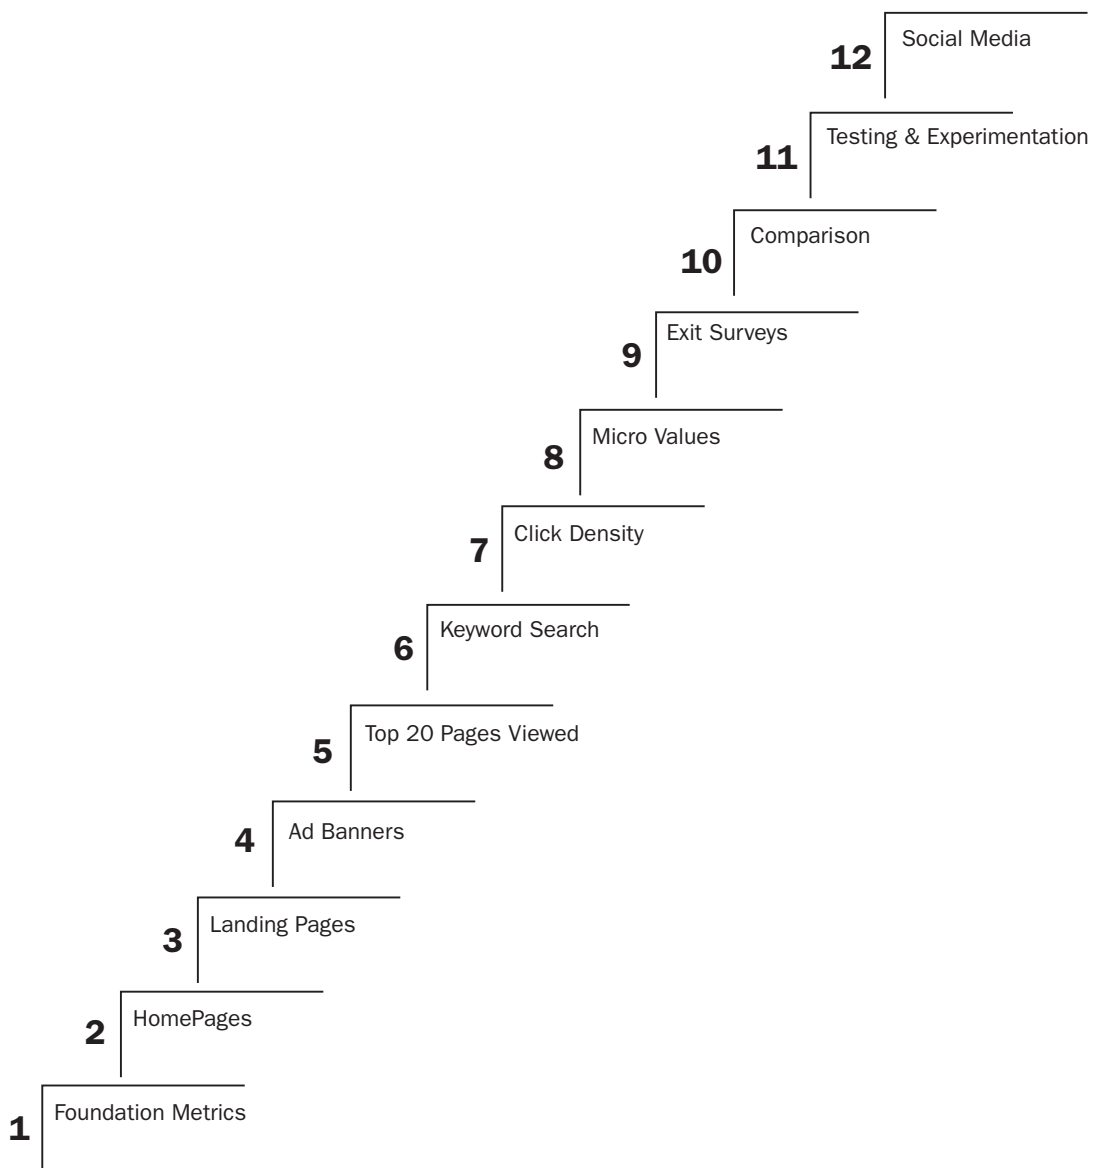 12 Social Media
11 Testing & Experimentation
10 Comparison
9 Exit Surveys
8 Micro Values
7 Click Density
6 Keyword Search
5 Top 20 Pages Viewed
4 Ad Banners
3 Landing Pages
2 HomePages
1 Foundation Metrics